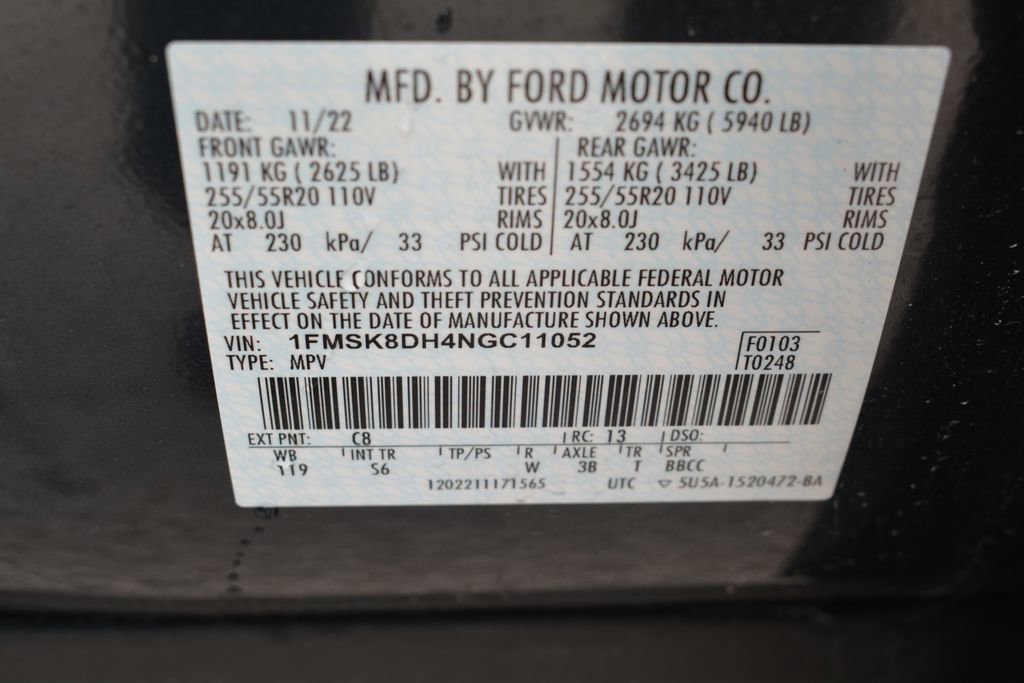 MFD. BY FORD MOTOR CO.
DATE: 11/22 GVWR: 2694 KG ( 5940 LB)
FRONT GAWR: REAR GAWR:
1191 KG ( 2625 LB) WITH 1554 KG ( 3425 LB) WITH
255/55R20 110V TIRES 255/55R20 110V TIRES
20x8.0J RIMS 20x8.0J RIMS
AT 230 kPa/ 33 PSI COLD AT 230 kPa/ 33 PSI COLD
THIS VEHICLE CONFORMS TO ALL APPLICABLE FEDERAL MOTOR
VEHICLE SAFETY AND THEFT PREVENTION STANDARDS IN
EFFECT ON THE DATE OF MANUFACTURE SHOWN ABOVE.
VIN: 1FMSK8DH4NGC11052 F0103
TYPE: MPV T0248
EXT PNT: C8 RC: 13 DSO:
WB INT TR TP/PS R AXLE TR SPR
119 S6 W 3B T BBCC
1202211171565 UTC ▽ 5U5A-1520472-BA